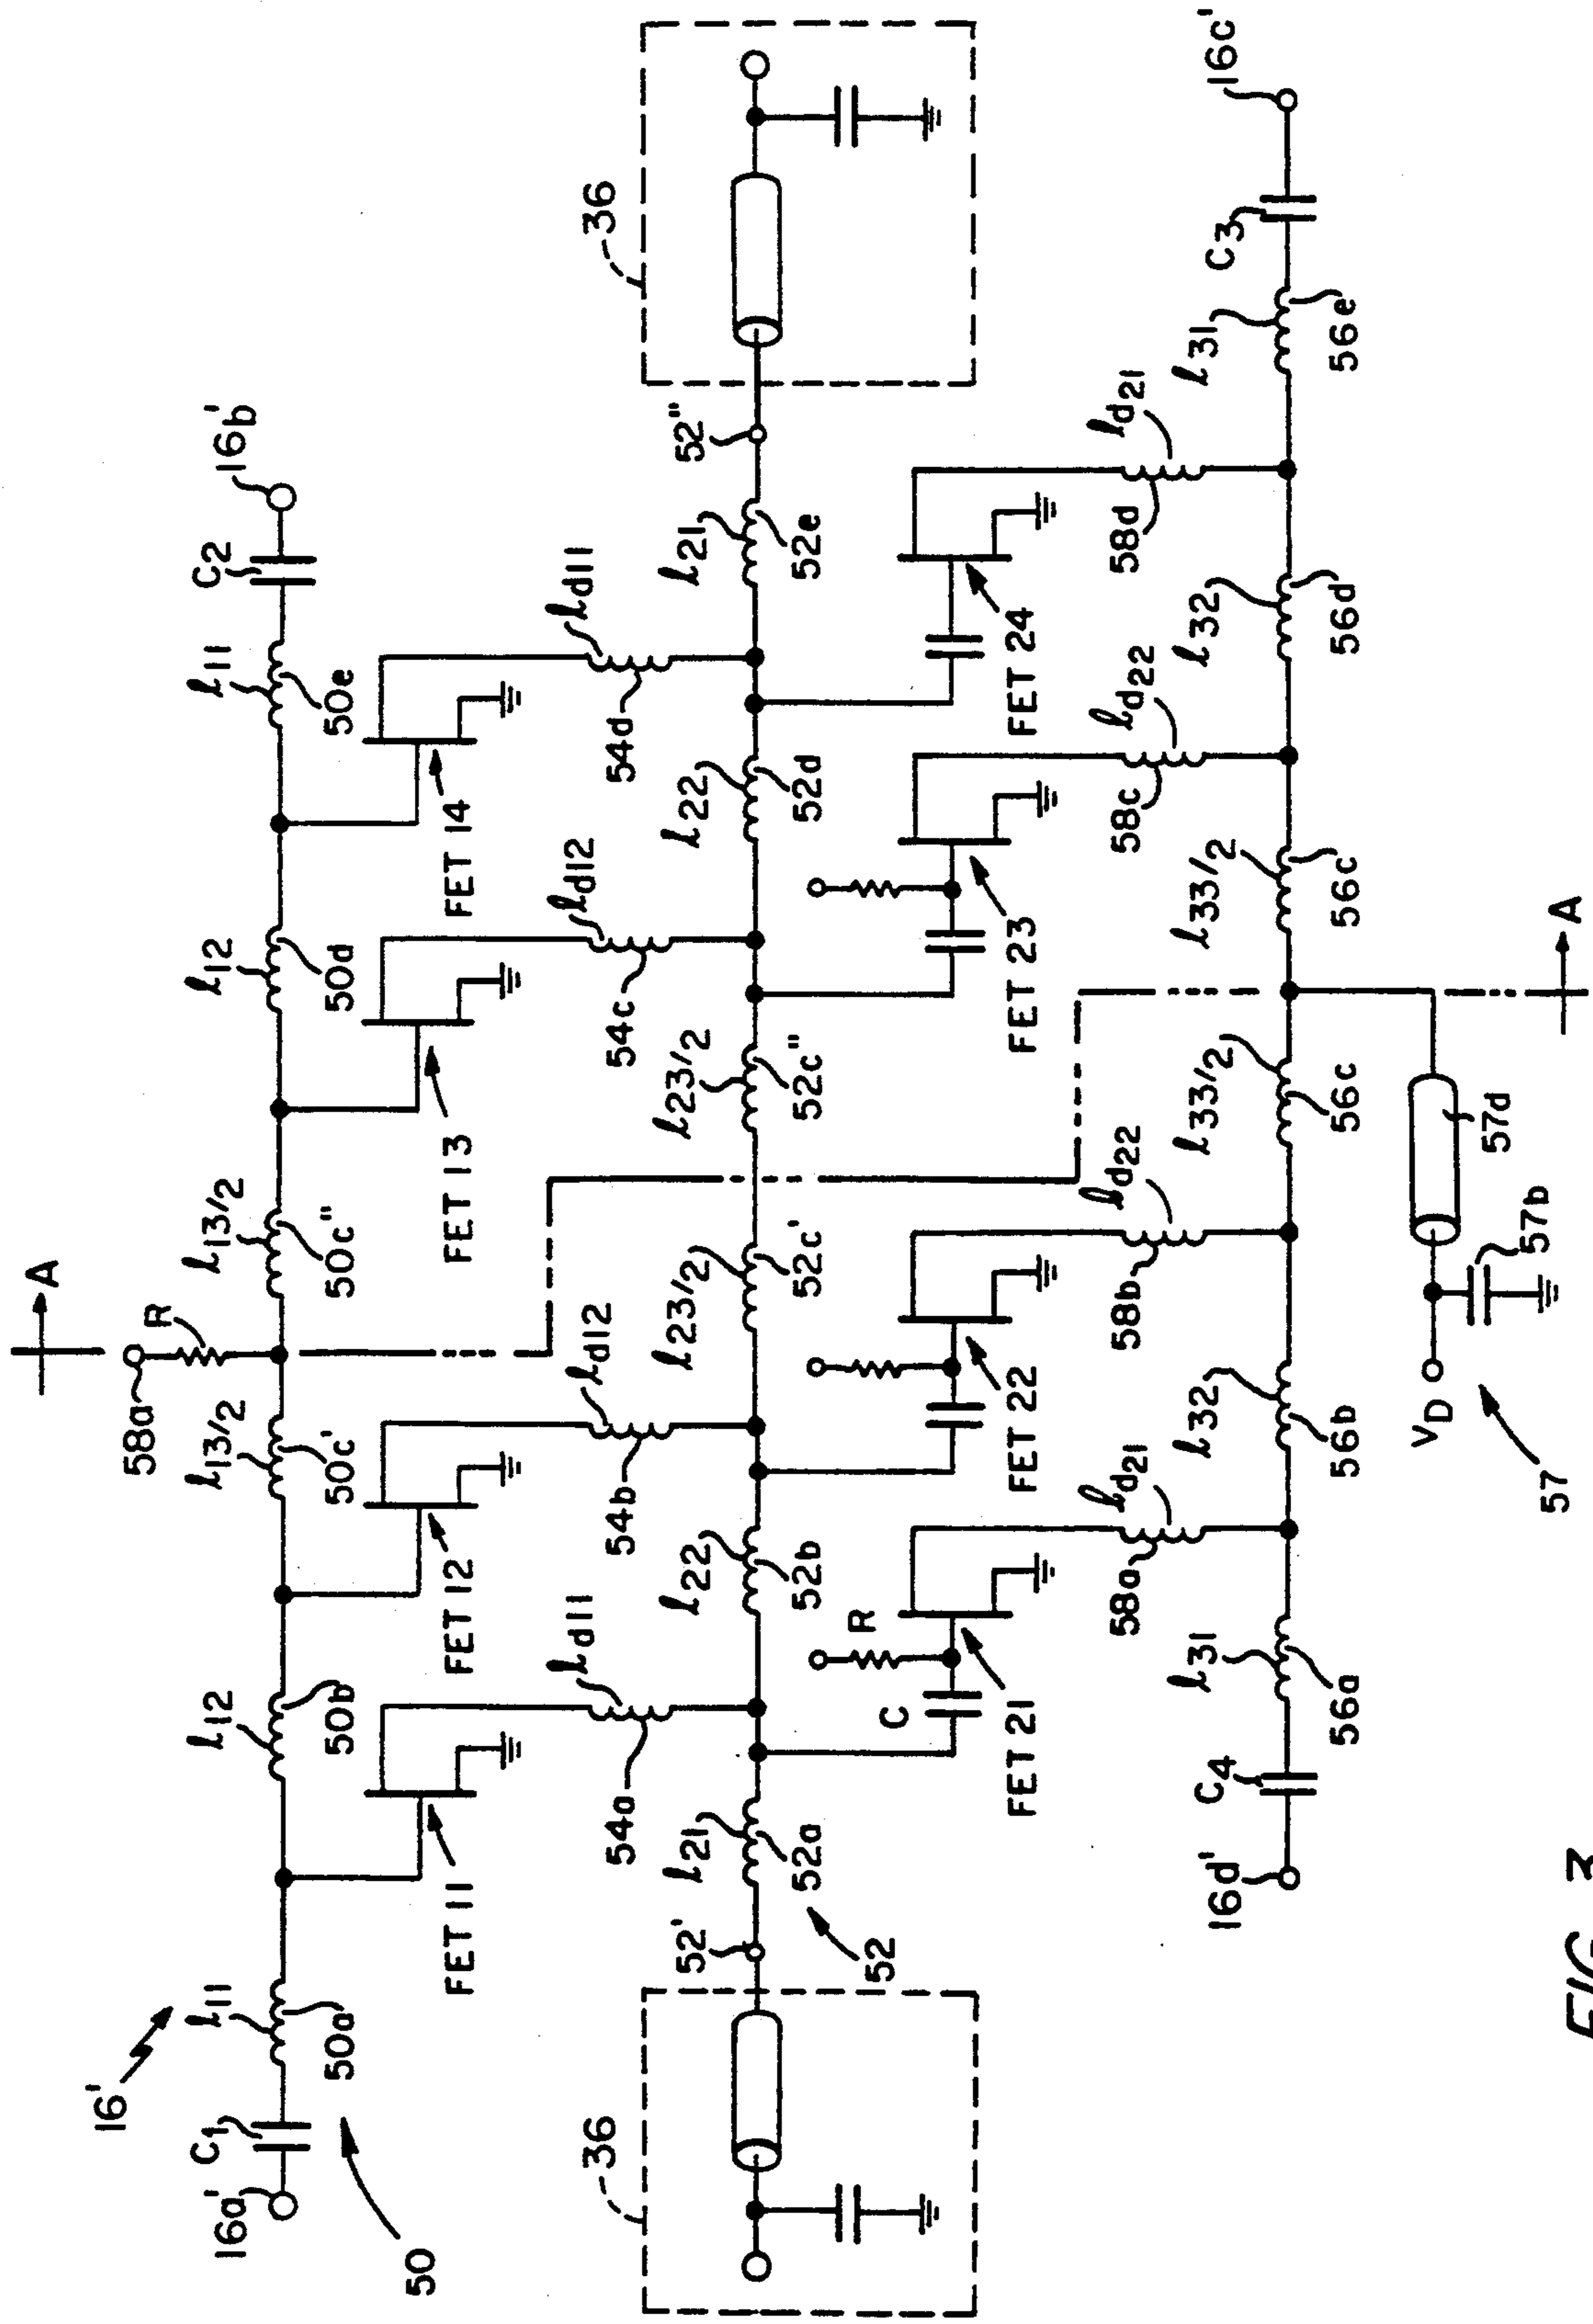 A
A
16'
16a'
C1
l11
50a
50
l12
50b
l13/2
50c'
58a
R
l13/2
50c"
l12
50d
l11
50e
C2
16b'
FET 11
FET 12
FET 13
FET 14
ld11
54a
ld12
54b
ld12
54c
ld11
54d
36
52'
52
l21
52a
l22
52b
l23/2
52c'
l23/2
52c"
l22
52d
l21
52e
52"
36
C
R
FET 21
FET 22
FET 23
FET 24
ld21
58a
ld22
58b
ld22
58c
ld21
58d
16d'
C4
l31
56a
l32
56b
l33/2
56c
l33/2
56c
l32
56d
l31
56e
C3
16c'
VD
57
57b
57d
FIG. 3